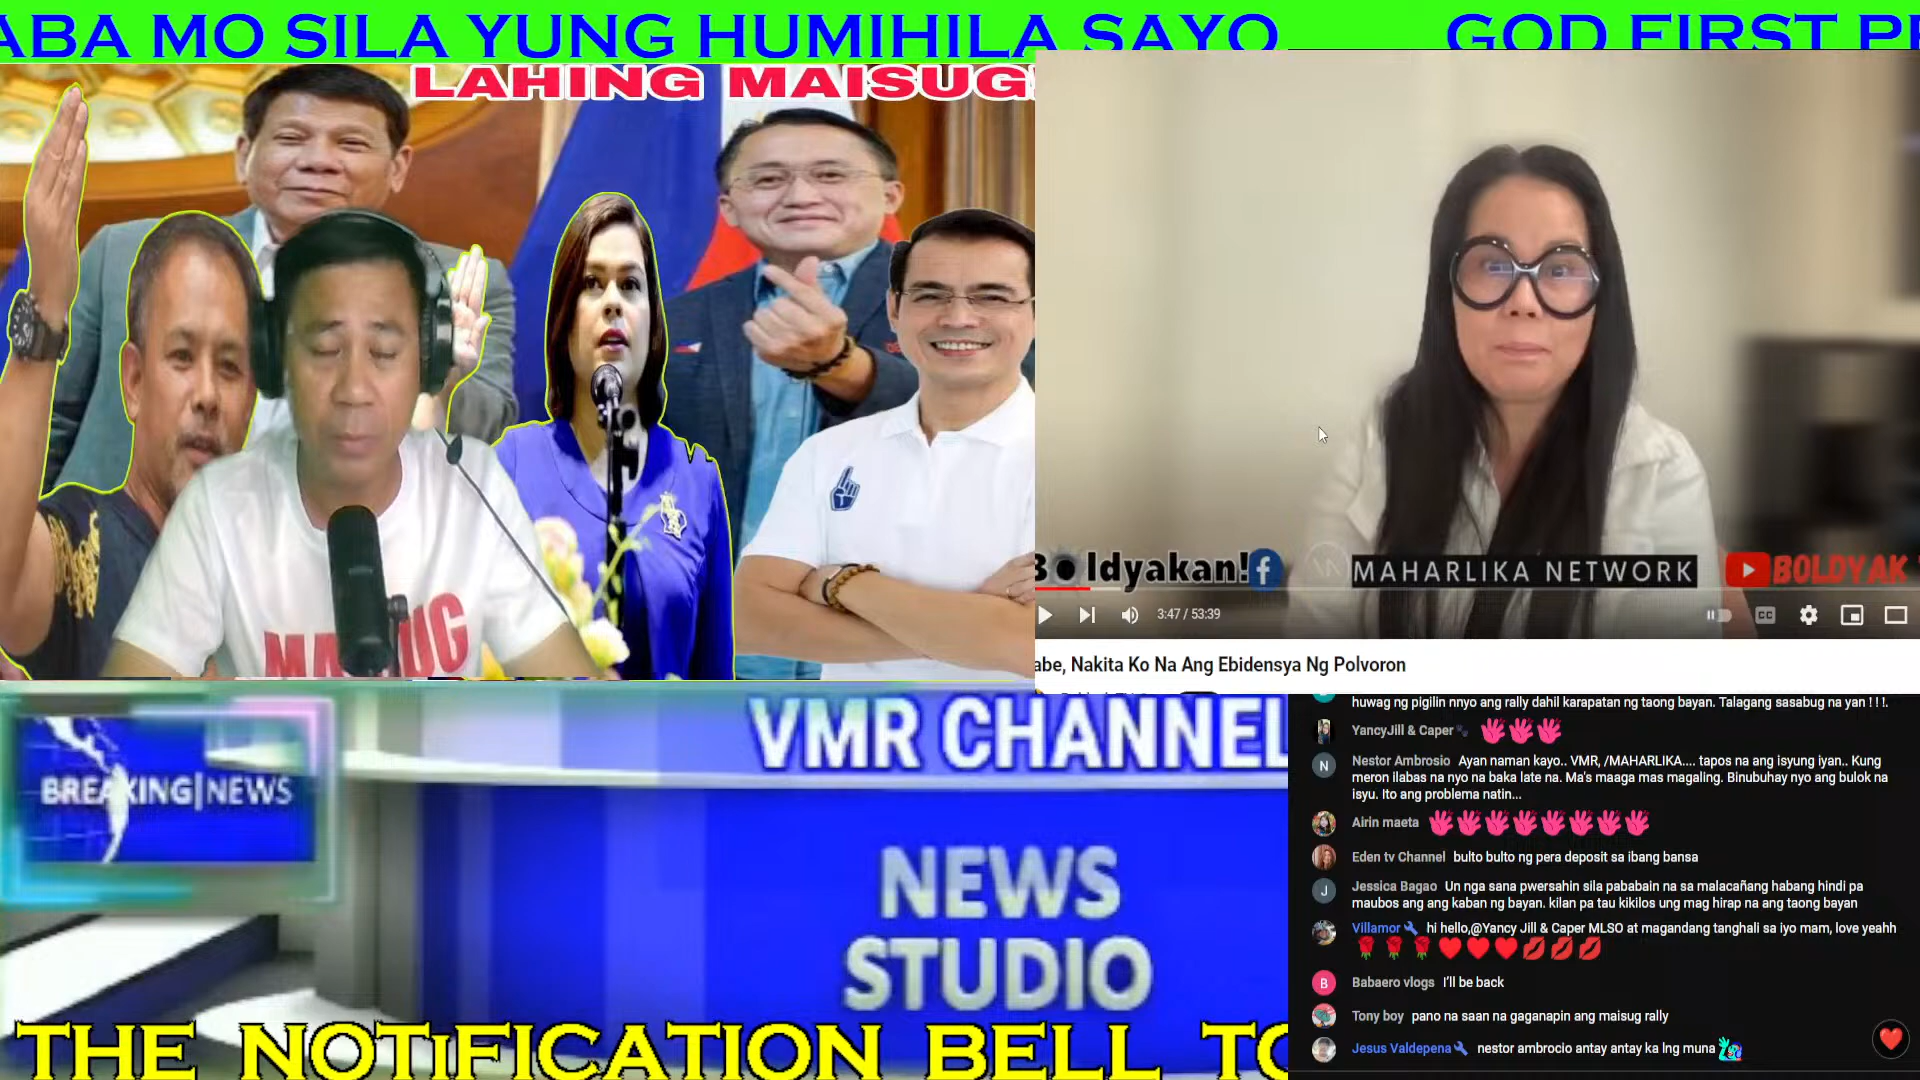 ABA MO SILA YUNG HUMIHILA SAYO
GOD FIRST
LAHING MAISUG
MAISUG
Boldyakan!
MAHARLIKA NETWORK
BOLDYAK
3:47 / 53:39
CC
abe, Nakita Ko Na Ang Ebidensya Ng Polvoron
VMR CHANNEL
BREAKING|NEWS
NEWS
STUDIO
THE NOTIFICATION BELL TO
huwag ng pigilin nnyo ang rally dahil karapatan ng taong bayan. Talagang sasabug na yan ! ! !.
YancyJill & Caper🐾 👋👋👋
N
Nestor Ambrosio Ayan naman kayo.. VMR, /MAHARLIKA.... tapos na ang isyung iyan.. Kung
meron ilabas na nyo na baka late na. Ma's maaga mas magaling. Binubuhay nyo ang bulok na
isyu. Ito ang problema natin...
Airin maeta 👋👋👋👋👋👋👋👋
Eden tv Channel bulto bulto ng pera deposit sa ibang bansa
J
Jessica Bagao Un nga sana pwersahin sila pababain na sa malacañang habang hindi pa
maubos ang ang kaban ng bayan. kilan pa tau kikilos ung mag hirap na ang taong bayan
Villamor🔧 hi hello,@Yancy Jill & Caper MLSO at magandang tanghali sa iyo mam, love yeahh
🌹🌹🌹❤❤❤💋💋💋
B
Babaero vlogs I'll be back
Tony boy pano na saan na gaganapin ang maisug rally
Jesus Valdepena🔧 nestor ambrocio antay antay ka lng muna